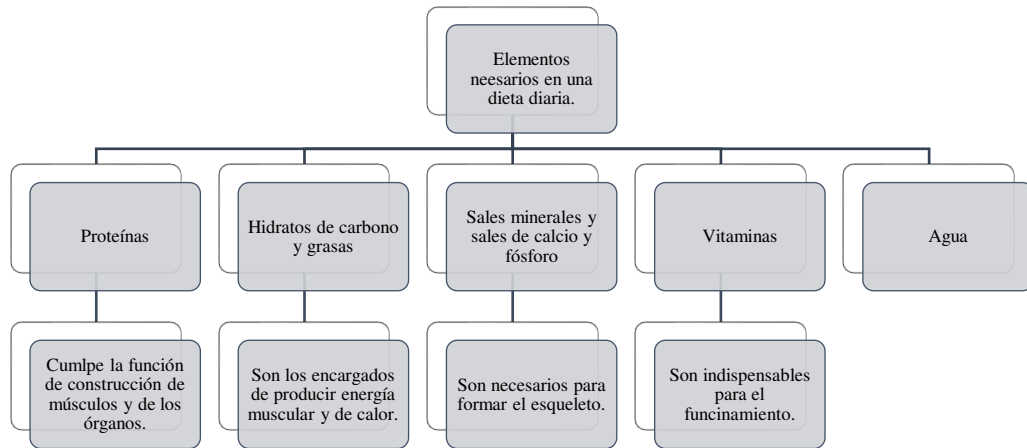 Elementos
neesarios en una
dieta diaria.
Proteínas
Hidratos de carbono
y grasas
Sales minerales y
sales de calcio y
fósforo
Vitaminas
Agua
Cumlpe la función
de construcción de
músculos y de los
órganos.
Son los encargados
de producir energía
muscular y de calor.
Son necesarios para
formar el esqueleto.
Son indispensables
para el
funcinamiento.